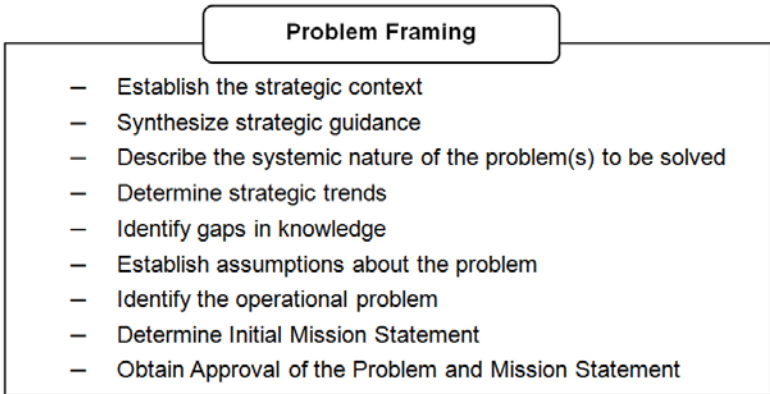 Problem Framing
– Establish the strategic context
– Synthesize strategic guidance
– Describe the systemic nature of the problem(s) to be solved
– Determine strategic trends
– Identify gaps in knowledge
– Establish assumptions about the problem
– Identify the operational problem
– Determine Initial Mission Statement
– Obtain Approval of the Problem and Mission Statement